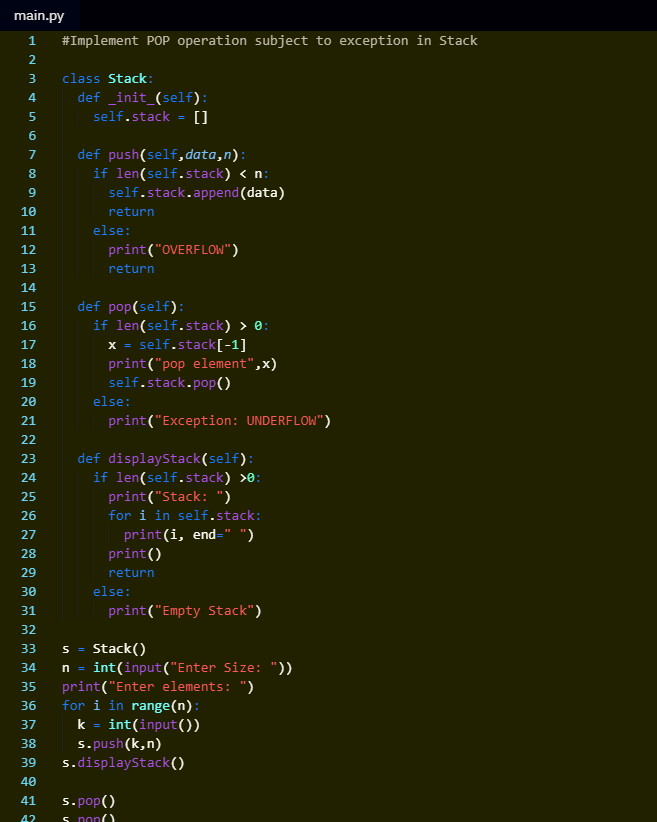 main.py
1 #Implement POP operation subject to exception in Stack
2
3 class Stack:
4 def _init_(self):
5 self.stack = []
6
7 def push(self,data,n):
8 if len(self.stack) < n:
9 self.stack.append(data)
10 return
11 else:
12 print("OVERFLOW")
13 return
14
15 def pop(self):
16 if len(self.stack) > 0:
17 x = self.stack[-1]
18 print("pop element",x)
19 self.stack.pop()
20 else:
21 print("Exception: UNDERFLOW")
22
23 def displayStack(self):
24 if len(self.stack) >0:
25 print("Stack: ")
26 for i in self.stack:
27 print(i, end=" ")
28 print()
29 return
30 else:
31 print("Empty Stack")
32
33 s = Stack()
34 n = int(input("Enter Size: "))
35 print("Enter elements: ")
36 for i in range(n):
37 k = int(input())
38 s.push(k,n)
39 s.displayStack()
40
41 s.pop()
42 s.pop()